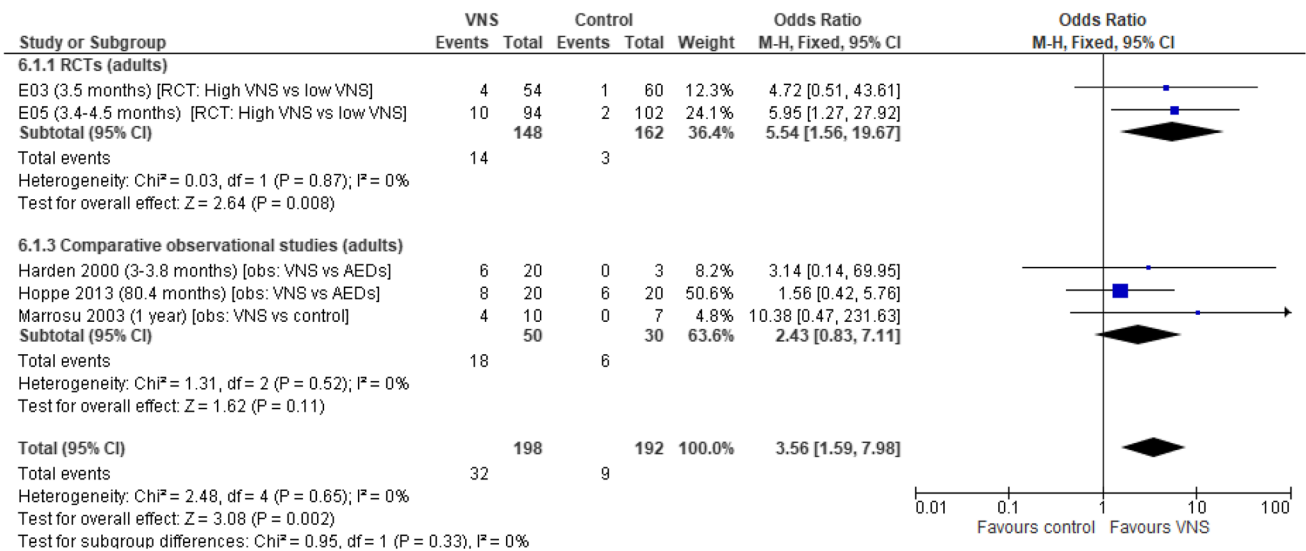 VNS Control Odds Ratio Odds Ratio
Study or Subgroup Events Total Events Total Weight M-H, Fixed, 95% CI M-H, Fixed, 95% CI
6.1.1 RCTs (adults)
E03 (3.5 months) [RCT: High VNS vs low VNS] 4 54 1 60 12.3% 4.72 [0.51, 43.61]
E05 (3.4-4.5 months) [RCT: High VNS vs low VNS] 10 94 2 102 24.1% 5.95 [1.27, 27.92]
Subtotal (95% CI) 148 162 36.4% 5.54 [1.56, 19.67]
Total events 14 3
Heterogeneity: Chi² = 0.03, df = 1 (P = 0.87); I² = 0%
Test for overall effect: Z = 2.64 (P = 0.008)
6.1.3 Comparative observational studies (adults)
Harden 2000 (3-3.8 months) [obs: VNS vs AEDs] 6 20 0 3 8.2% 3.14 [0.14, 69.95]
Hoppe 2013 (80.4 months) [obs: VNS vs AEDs] 8 20 6 20 50.6% 1.56 [0.42, 5.76]
Marrosu 2003 (1 year) [obs: VNS vs control] 4 10 0 7 4.8% 10.38 [0.47, 231.63]
Subtotal (95% CI) 50 30 63.6% 2.43 [0.83, 7.11]
Total events 18 6
Heterogeneity: Chi² = 1.31, df = 2 (P = 0.52); I² = 0%
Test for overall effect: Z = 1.62 (P = 0.11)
Total (95% CI) 198 192 100.0% 3.56 [1.59, 7.98]
Total events 32 9
Heterogeneity: Chi² = 2.48, df = 4 (P = 0.65); I² = 0%
Test for overall effect: Z = 3.08 (P = 0.002)
Test for subgroup differences: Chi² = 0.95, df = 1 (P = 0.33), I² = 0%
0.01 0.1 1 10 100
Favours control Favours VNS